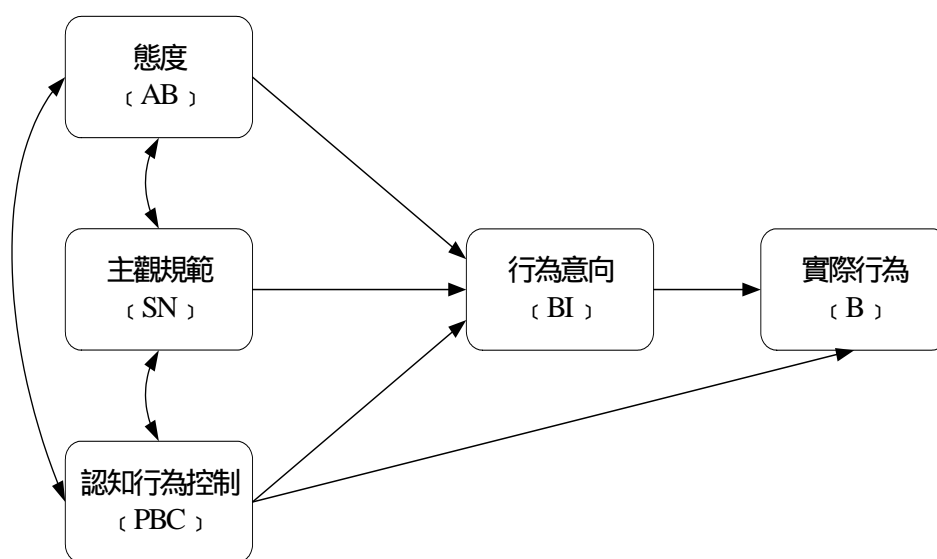 態度
﹝AB﹞
主觀規範
﹝SN﹞
認知行為控制
﹝PBC﹞
行為意向
﹝BI﹞
實際行為
﹝B﹞